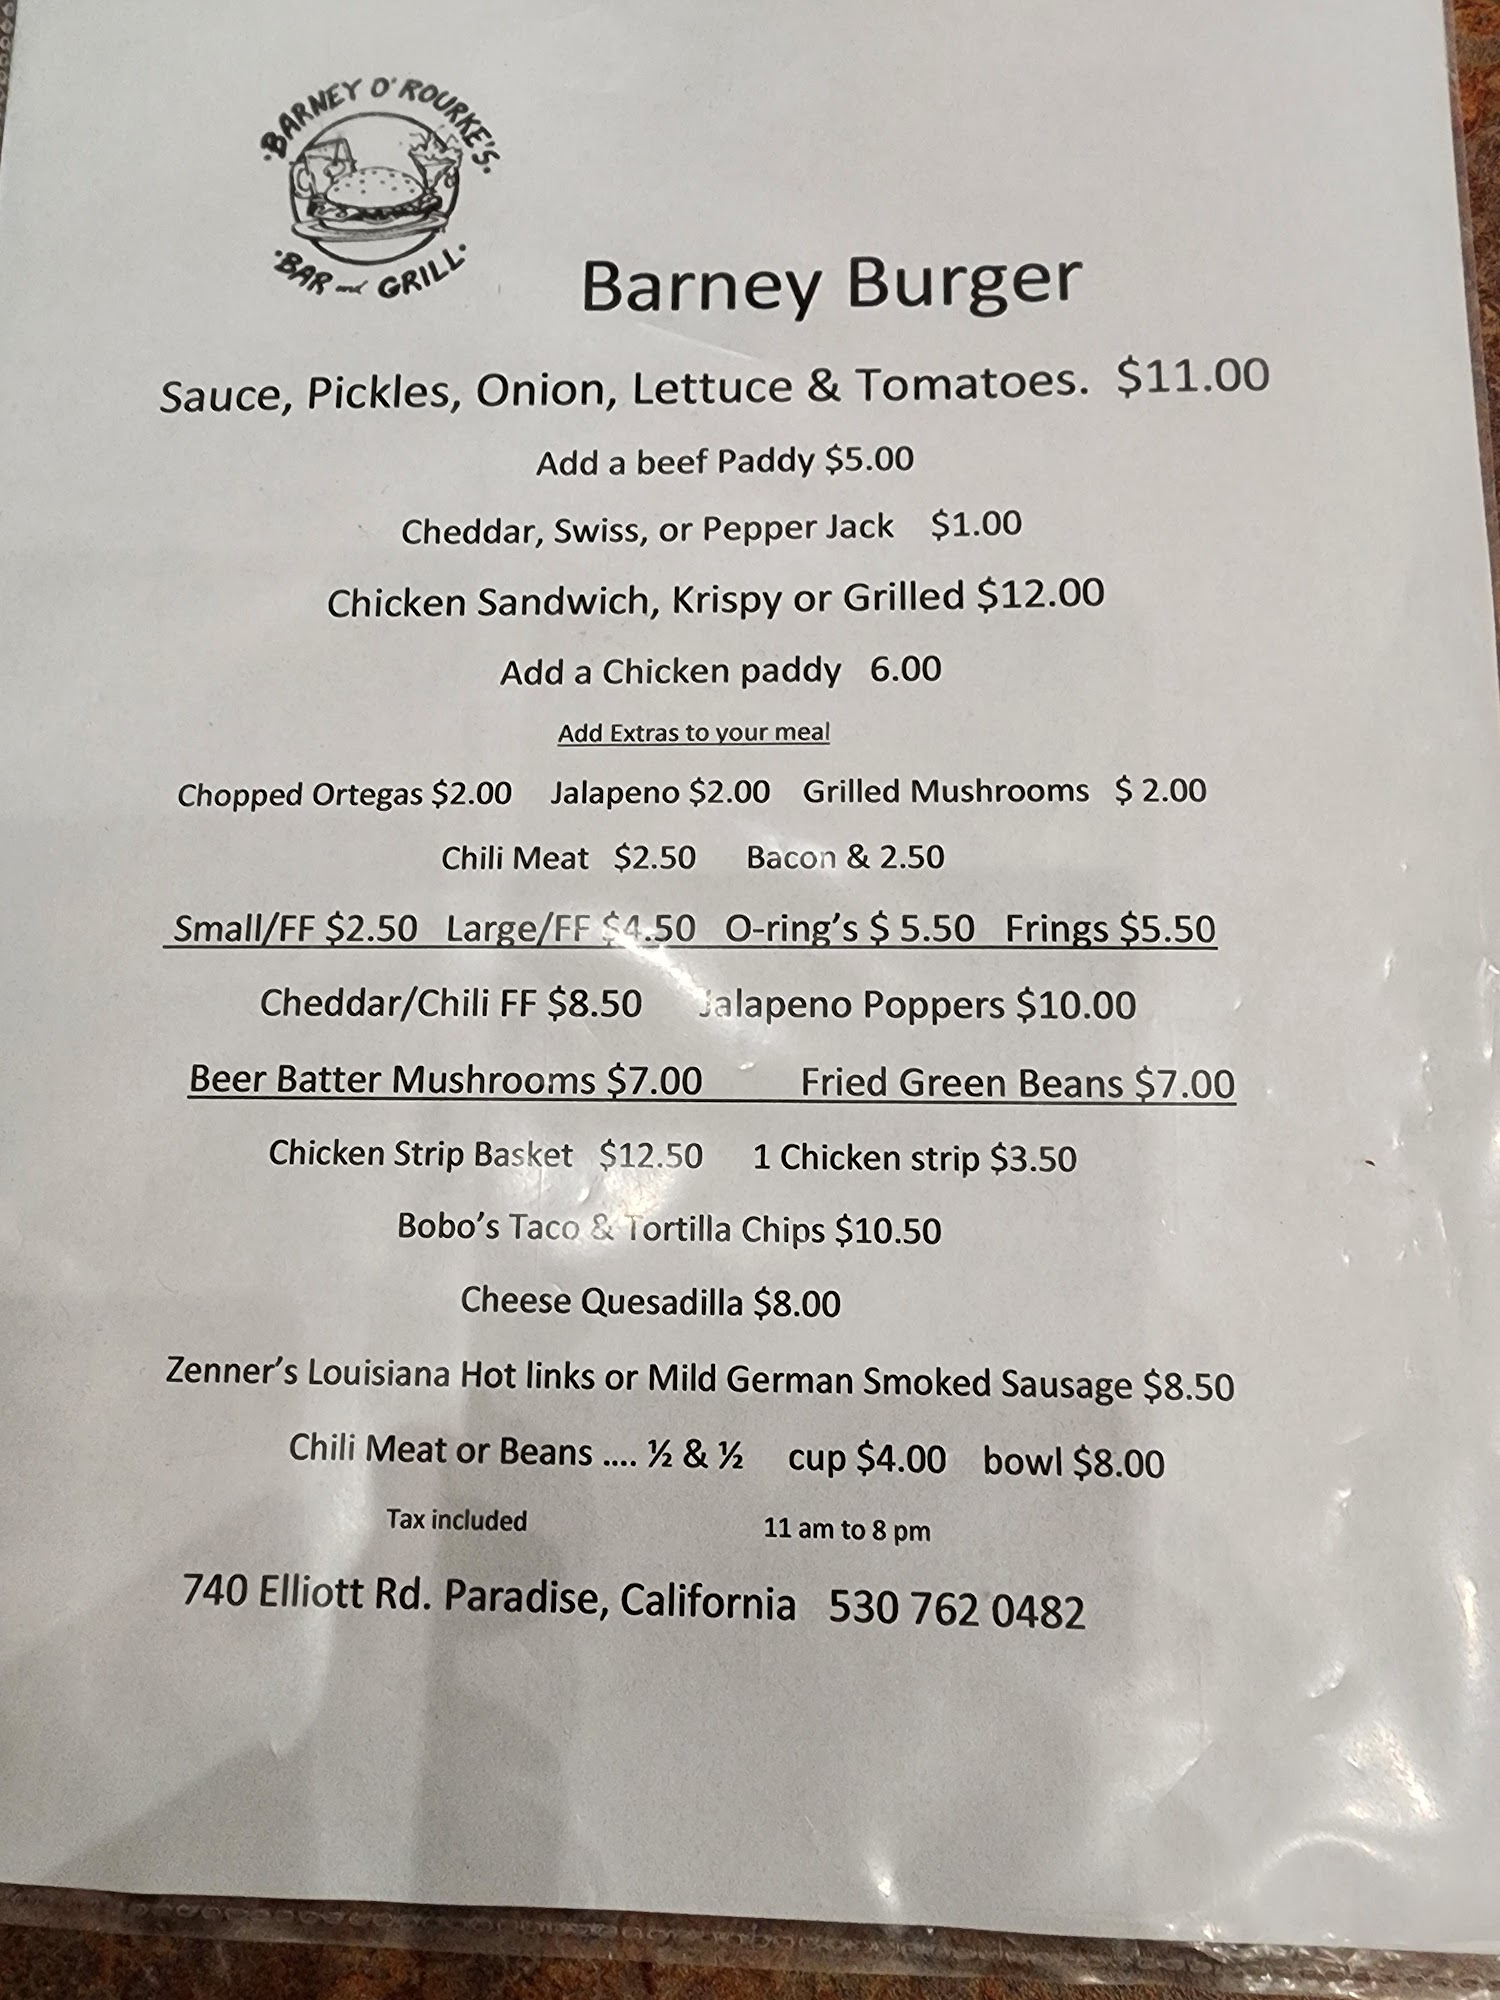 BARNEY O'ROURKE'S
BAR and GRILL
Barney Burger
Sauce, Pickles, Onion, Lettuce & Tomatoes. $11.00
Add a beef Paddy $5.00
Cheddar, Swiss, or Pepper Jack $1.00
Chicken Sandwich, Krispy or Grilled $12.00
Add a Chicken paddy 6.00
Add Extras to your meal
Chopped Ortegas $2.00 Jalapeno $2.00 Grilled Mushrooms $ 2.00
Chili Meat $2.50 Bacon & 2.50
Small/FF $2.50 Large/FF $4.50 O-ring’s $ 5.50 Frings $5.50
Cheddar/Chili FF $8.50 Jalapeno Poppers $10.00
Beer Batter Mushrooms $7.00 Fried Green Beans $7.00
Chicken Strip Basket $12.50 1 Chicken strip $3.50
Bobo’s Taco & Tortilla Chips $10.50
Cheese Quesadilla $8.00
Zenner’s Louisiana Hot links or Mild German Smoked Sausage $8.50
Chili Meat or Beans .... ½ & ½ cup $4.00 bowl $8.00
Tax included 11 am to 8 pm
740 Elliott Rd. Paradise, California 530 762 0482